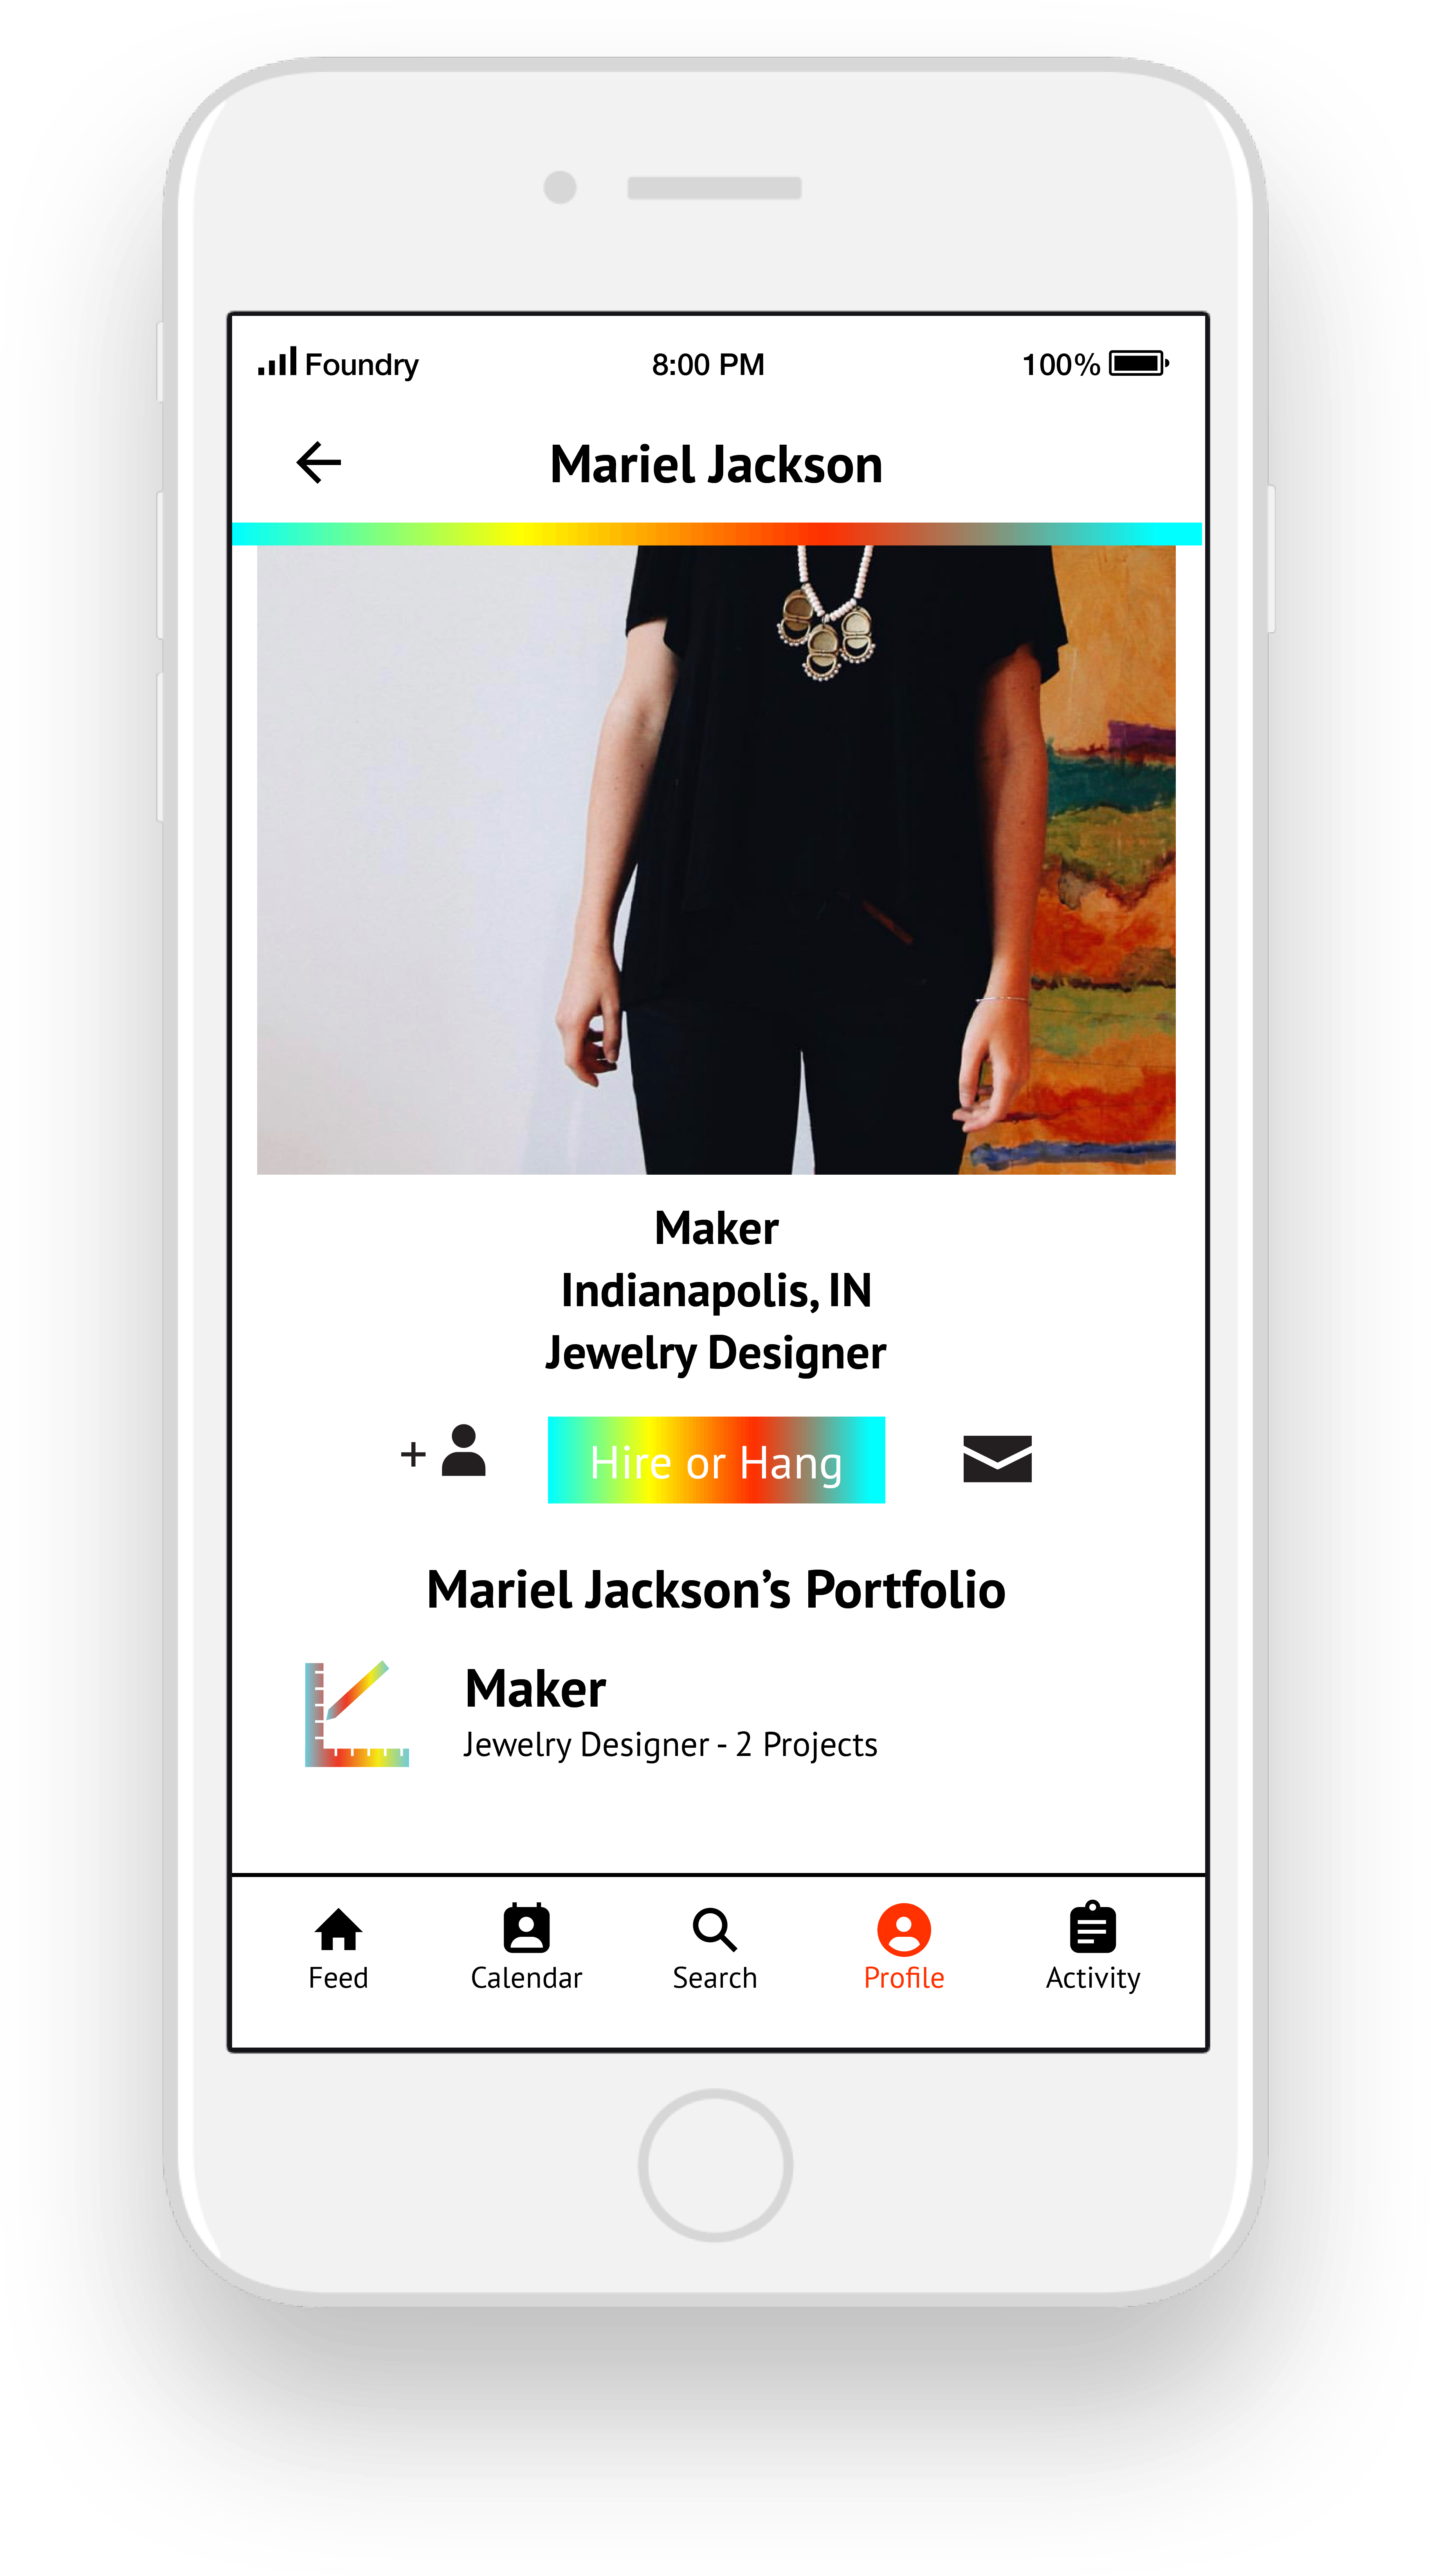 Foundry 8:00 PM 100%
Mariel Jackson
Maker
Indianapolis, IN
Jewelry Designer
+
Hire or Hang
Mariel Jackson’s Portfolio
Maker
Jewelry Designer - 2 Projects
Feed Calendar Search Profile Activity